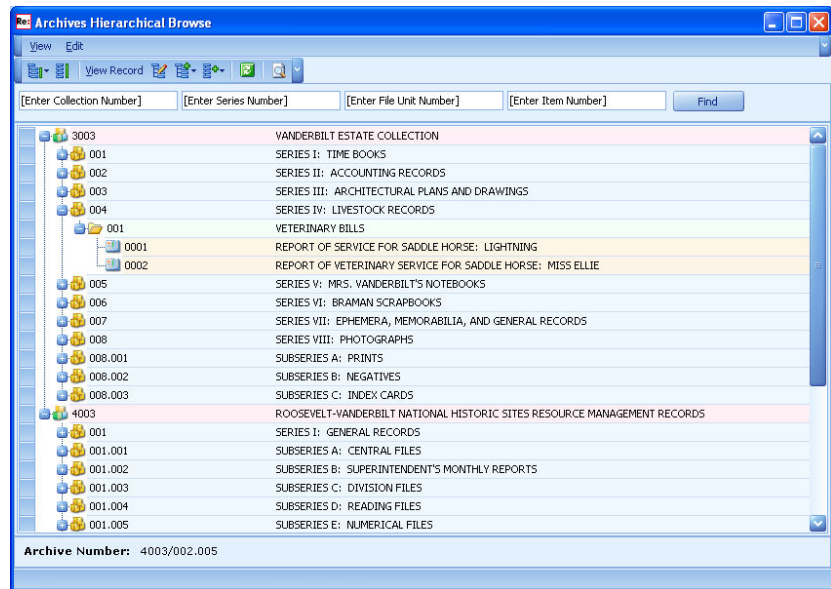 Re: Archives Hierarchical Browse
View Edit
View Record
[Enter Collection Number] [Enter Series Number] [Enter File Unit Number] [Enter Item Number] Find
3003 VANDERBILT ESTATE COLLECTION
001 SERIES I: TIME BOOKS
002 SERIES II: ACCOUNTING RECORDS
003 SERIES III: ARCHITECTURAL PLANS AND DRAWINGS
004 SERIES IV: LIVESTOCK RECORDS
001 VETERINARY BILLS
0001 REPORT OF SERVICE FOR SADDLE HORSE: LIGHTNING
0002 REPORT OF VETERINARY SERVICE FOR SADDLE HORSE: MISS ELLIE
005 SERIES V: MRS. VANDERBILT'S NOTEBOOKS
006 SERIES VI: BRAMAN SCRAPBOOKS
007 SERIES VII: EPHEMERA, MEMORABILIA, AND GENERAL RECORDS
008 SERIES VIII: PHOTOGRAPHS
008.001 SUBSERIES A: PRINTS
008.002 SUBSERIES B: NEGATIVES
008.003 SUBSERIES C: INDEX CARDS
4003 ROOSEVELT-VANDERBILT NATIONAL HISTORIC SITES RESOURCE MANAGEMENT RECORDS
001 SERIES I: GENERAL RECORDS
001.001 SUBSERIES A: CENTRAL FILES
001.002 SUBSERIES B: SUPERINTENDENT'S MONTHLY REPORTS
001.003 SUBSERIES C: DIVISION FILES
001.004 SUBSERIES D: READING FILES
001.005 SUBSERIES E: NUMERICAL FILES
Archive Number: 4003/002.005